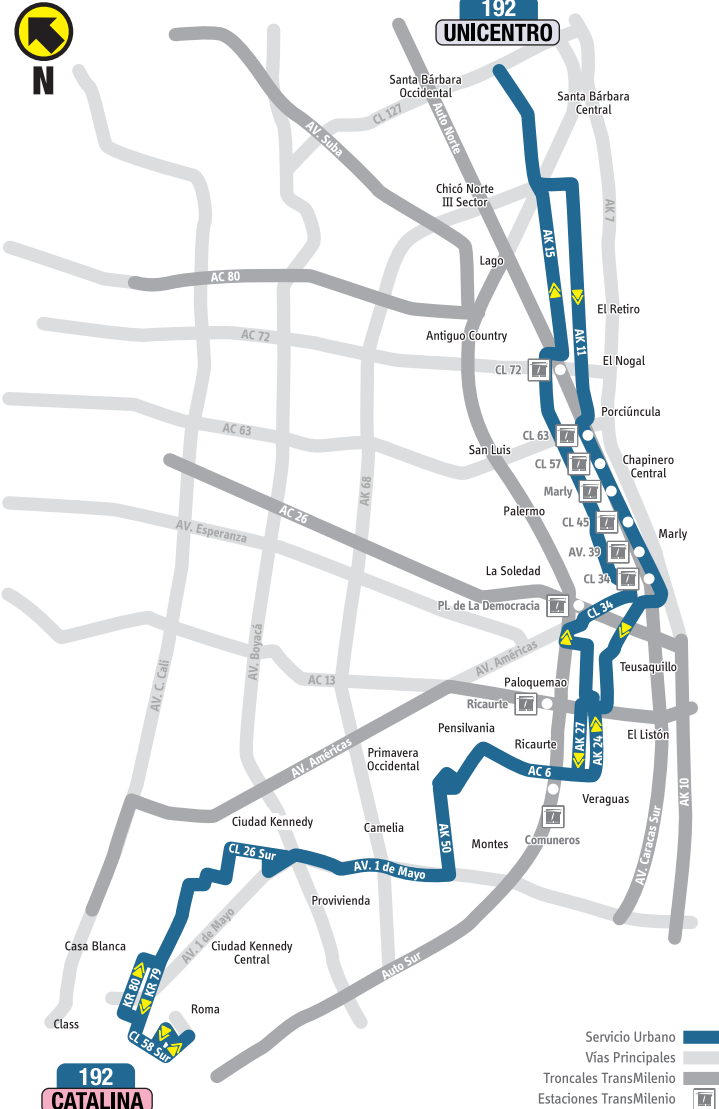 192
UNICENTRO
N
Santa Bárbara
Occidental
Santa Bárbara
Central
CL 127
Auto Norte
AV. Suba
Chicó Norte
III Sector
AK 7
AK 15
Lago
AC 80
El Retiro
AK 11
Antiguo Country
AC 72
El Nogal
CL 72
Porciúncula
AC 63
CL 63
San Luis
CL 57
Chapinero
Central
AK 68
Marly
AC 26
Palermo
CL 45
AV. Esperanza
Marly
AV. 39
La Soledad
CL 34
Pl. de La Democracia
CL 34
AV. Boyacá
AV. Américas
AV. C. Cali
Teusaquillo
AC 13
Paloquemao
Ricaurte
Pensilvania
El Listón
Ricaurte
AK 27
AK 24
AV. Américas
Primavera
Occidental
AC 6
AK 10
Veraguas
Ciudad Kennedy
Camelia
AK 50
Montes
Comuneros
AV. Caracas Sur
CL 26 Sur
AV. 1 de Mayo
Provivienda
AV. 1 de Mayo
Casa Blanca
Ciudad Kennedy
Central
Auto Sur
KR 80
KR 79
Roma
Class
CL 58 Sur
Servicio Urbano
Vías Principales
Troncales TransMilenio
Estaciones TransMilenio
192
CATALINA